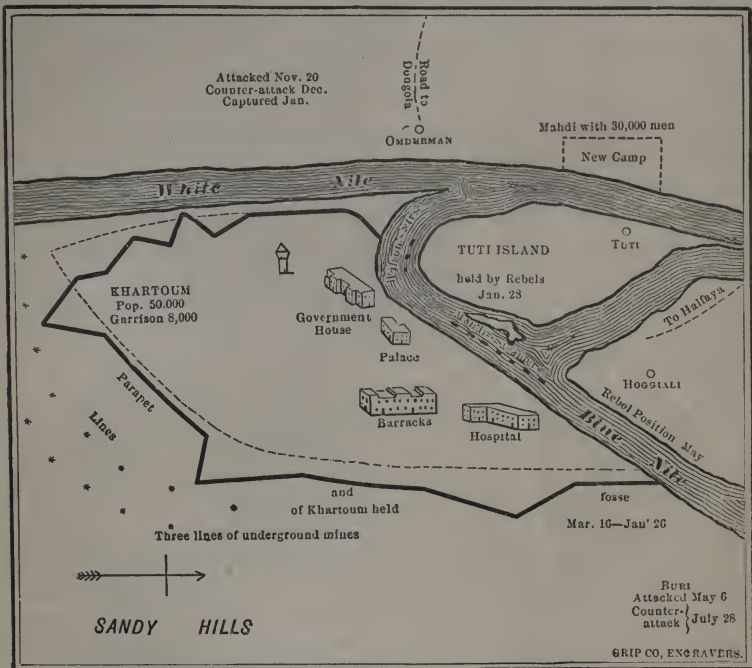 Attacked Nov. 20
Counter-attack Dec.
Captured Jan.
Road to
Dongola
OMDURMAN
Mahdi with 30,000 men
New Camp
White Nile
TUTI ISLAND
held by Rebels
Jan. 28
TUTI
To Halfaya
KHARTOUM
Pop. 50.000
Garrison 8,000
Government
House
Palace
Barracks
Hospital
HOGGIALI
Rebel Position May
Blue Nile
Parapet
Lines
and
of Khartoum held
fosse
Mar. 16—Jan' 26
Three lines of underground mines
SANDY HILLS
BURI
Attacked May 6
Counter-
attack } July 28
GRIP CO, ENGRAVERS.